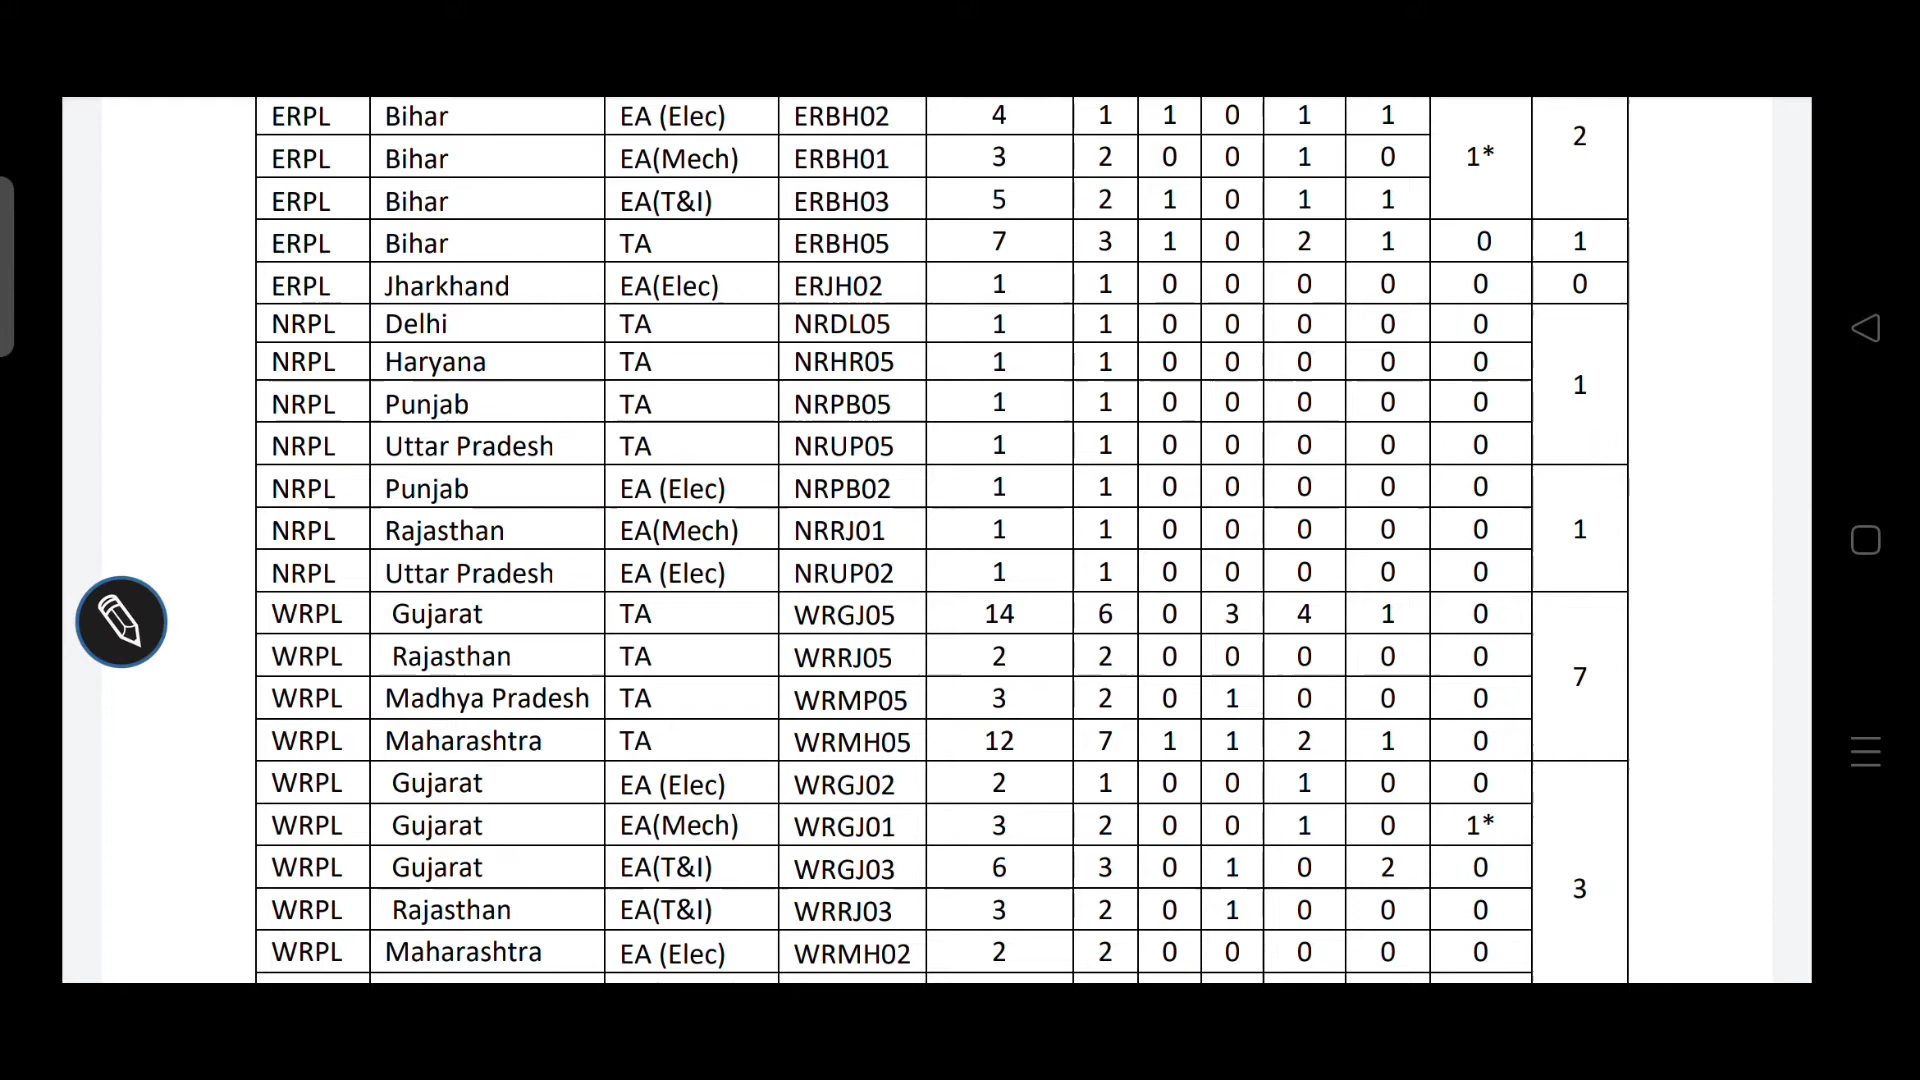 ERPL Bihar EA (Elec) ERBH02 4 1 1 0 1 1 1* 2
ERPL Bihar EA(Mech) ERBH01 3 2 0 0 1 0
ERPL Bihar EA(T&I) ERBH03 5 2 1 0 1 1
ERPL Bihar TA ERBH05 7 3 1 0 2 1 0 1
ERPL Jharkhand EA(Elec) ERJH02 1 1 0 0 0 0 0 0
NRPL Delhi TA NRDL05 1 1 0 0 0 0 0 1
NRPL Haryana TA NRHR05 1 1 0 0 0 0 0
NRPL Punjab TA NRPB05 1 1 0 0 0 0 0
NRPL Uttar Pradesh TA NRUP05 1 1 0 0 0 0 0
NRPL Punjab EA (Elec) NRPB02 1 1 0 0 0 0 0 1
NRPL Rajasthan EA(Mech) NRRJ01 1 1 0 0 0 0 0
NRPL Uttar Pradesh EA (Elec) NRUP02 1 1 0 0 0 0 0
WRPL Gujarat TA WRGJ05 14 6 0 3 4 1 0 7
WRPL Rajasthan TA WRRJ05 2 2 0 0 0 0 0
WRPL Madhya Pradesh TA WRMP05 3 2 0 1 0 0 0
WRPL Maharashtra TA WRMH05 12 7 1 1 2 1 0
WRPL Gujarat EA (Elec) WRGJ02 2 1 0 0 1 0 0 3
WRPL Gujarat EA(Mech) WRGJ01 3 2 0 0 1 0 1*
WRPL Gujarat EA(T&I) WRGJ03 6 3 0 1 0 2 0
WRPL Rajasthan EA(T&I) WRRJ03 3 2 0 1 0 0 0
WRPL Maharashtra EA (Elec) WRMH02 2 2 0 0 0 0 0